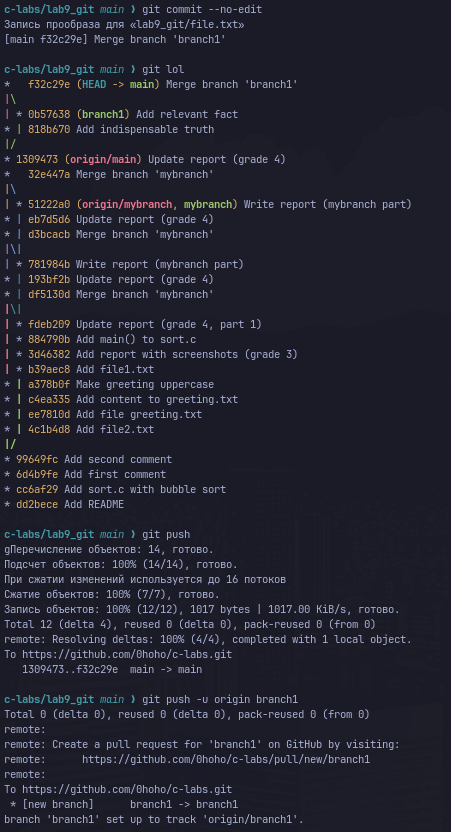 c-labs/lab9_git main ❱ git commit --no-edit
Запись прообраза для «lab9_git/file.txt»
[main f32c29e] Merge branch 'branch1'

c-labs/lab9_git main ❱ git lol
*   f32c29e (HEAD -> main) Merge branch 'branch1'
|\
| * 0b57638 (branch1) Add relevant fact
* | 818b670 Add indispensable truth
|/
* 1309473 (origin/main) Update report (grade 4)
*   32e447a Merge branch 'mybranch'
|\
| * 51222a0 (origin/mybranch, mybranch) Write report (mybranch part)
* | eb7d5d6 Update report (grade 4)
* | d3bcacb Merge branch 'mybranch'
|\|
| * 781984b Write report (mybranch part)
* | 193bf2b Update report (grade 4)
* | df5130d Merge branch 'mybranch'
|\|
| * fdeb209 Update report (grade 4, part 1)
| * 884790b Add main() to sort.c
| * 3d46382 Add report with screenshots (grade 3)
| * b39aec8 Add file1.txt
* | a378b0f Make greeting uppercase
* | c4ea335 Add content to greeting.txt
* | ee7810d Add file greeting.txt
* | 4c1b4d8 Add file2.txt
|/
* 99649fc Add second comment
* 6d4b9fe Add first comment
* cc6af29 Add sort.c with bubble sort
* dd2bece Add README

c-labs/lab9_git main ❱ git push
gПеречисление объектов: 14, готово.
Подсчет объектов: 100% (14/14), готово.
При сжатии изменений используется до 16 потоков
Сжатие объектов: 100% (7/7), готово.
Запись объектов: 100% (12/12), 1017 bytes | 1017.00 KiB/s, готово.
Total 12 (delta 4), reused 0 (delta 0), pack-reused 0 (from 0)
remote: Resolving deltas: 100% (4/4), completed with 1 local object.
To https://github.com/0hoho/c-labs.git
   1309473..f32c29e  main -> main

c-labs/lab9_git main ❱ git push -u origin branch1
Total 0 (delta 0), reused 0 (delta 0), pack-reused 0 (from 0)
remote:
remote: Create a pull request for 'branch1' on GitHub by visiting:
remote:      https://github.com/0hoho/c-labs/pull/new/branch1
remote:
To https://github.com/0hoho/c-labs.git
 * [new branch]      branch1 -> branch1
branch 'branch1' set up to track 'origin/branch1'.